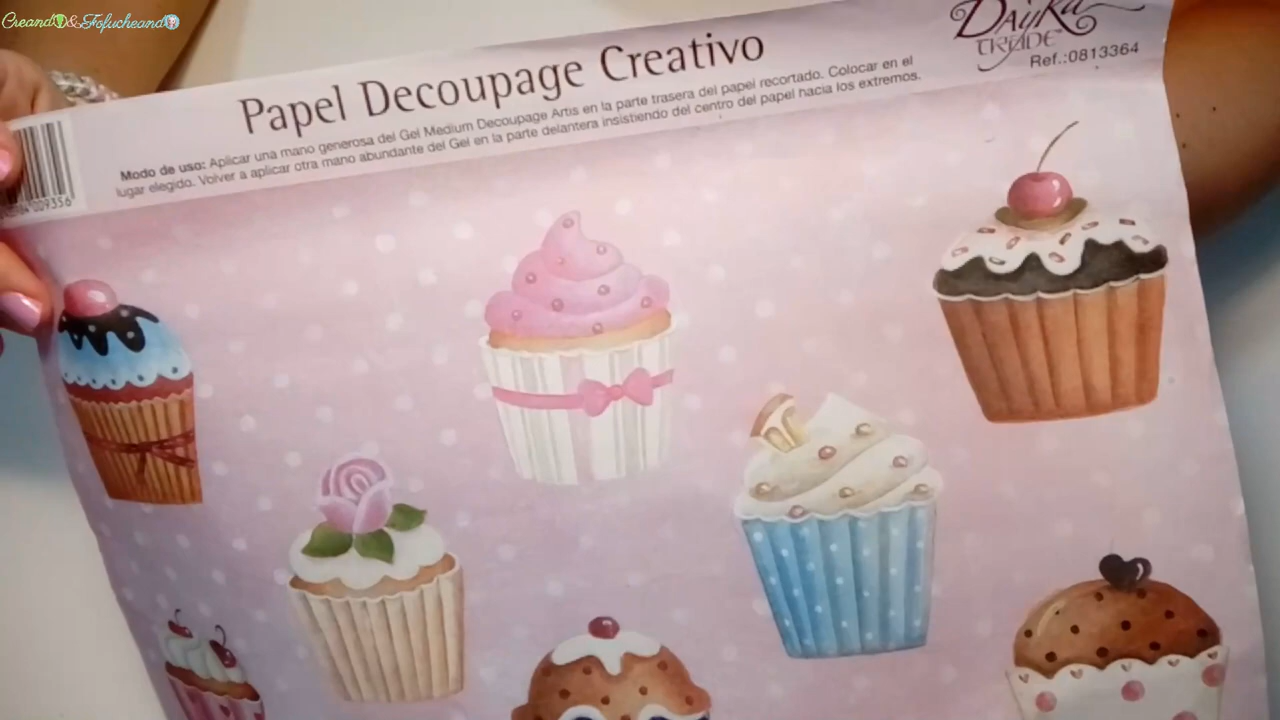 Creando & Fofucheando
Papel Decoupage Creativo
DAYKA
TRADE
Ref.:0813364
Modo de uso: Aplicar una mano generosa del Gel Medium Decoupage Artis en la parte trasera del papel recortado. Colocar en el
lugar elegido. Volver a aplicar otra mano abundante del Gel en la parte delantera insistiendo del centro del papel hacia los extremos.